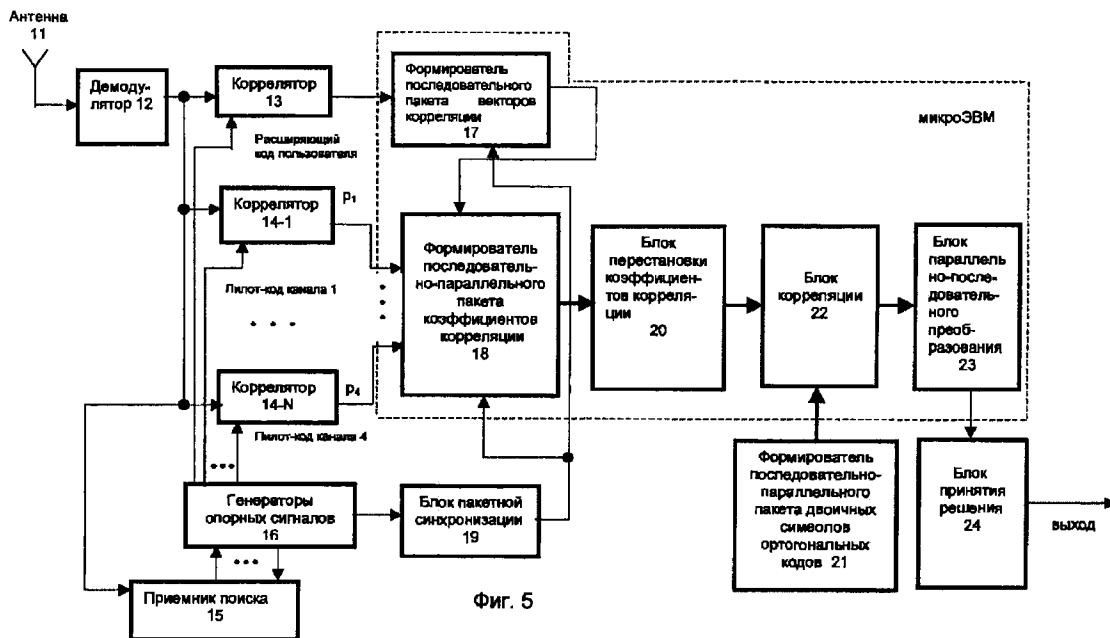 Антенна
11
Демоду-
лятор 12
Коррелятор
13
Расширяющий
код пользователя
Формирователь
последовательного
пакета векторов
корреляции
17
микроЭВМ
Коррелятор
14-1
p₁
Пилот-код канала 1
Коррелятор
14-N
p₄
Пилот-код канала 4
Формирователь
последователь-
но-параллельного
пакета
коэффициентов
корреляции
18
Блок
перестановки
коэффициен-
тов корреля-
ции
20
Блок
корреляции
22
Блок
параллель
но-после-
дователь-
ного
преоб-
разования
23
Генераторы
опорных сигналов
16
Блок пакетной
синхронизации
19
Приемник поиска
15
Формирователь
последовательно-
параллельного
пакета двоичных
символов
ортогональных
кодов 21
Блок
принятия
решения
24
выход
Фиг. 5